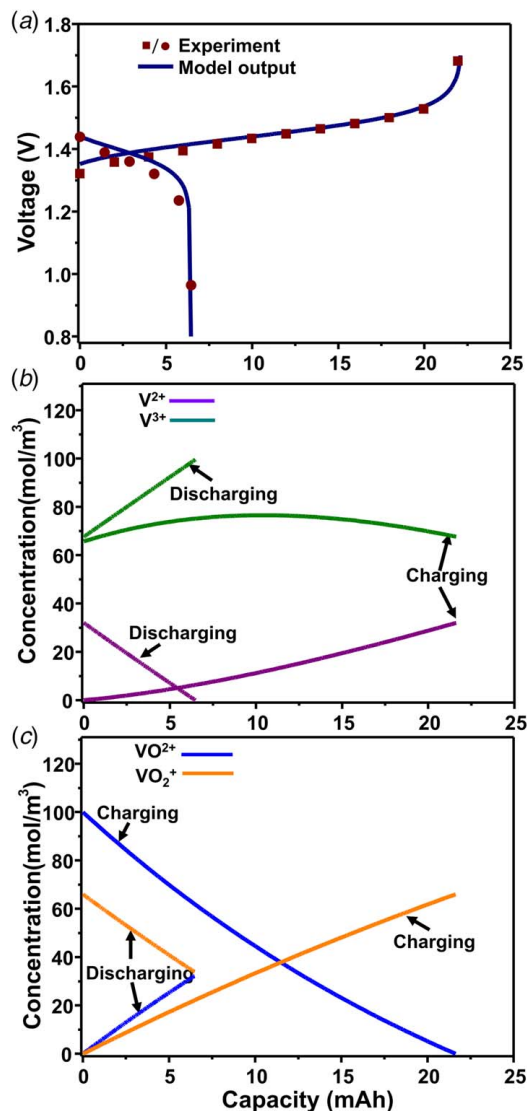 (a)
1.8
1.6
1.4
1.2
1.0
0.8
Voltage (V)
■/● Experiment
Model output
0 5 10 15 20 25
(b)
120
100
80
60
40
20
0
Concentration(mol/m³)
V²⁺
V³⁺
Discharging
Charging
Discharging
0 5 10 15 20 25
(c)
120
100
80
60
40
20
0
Concentration(mol/m³)
VO²⁺
VO₂⁺
Charging
Charging
Discharging
0 5 10 15 20 25
Capacity (mAh)